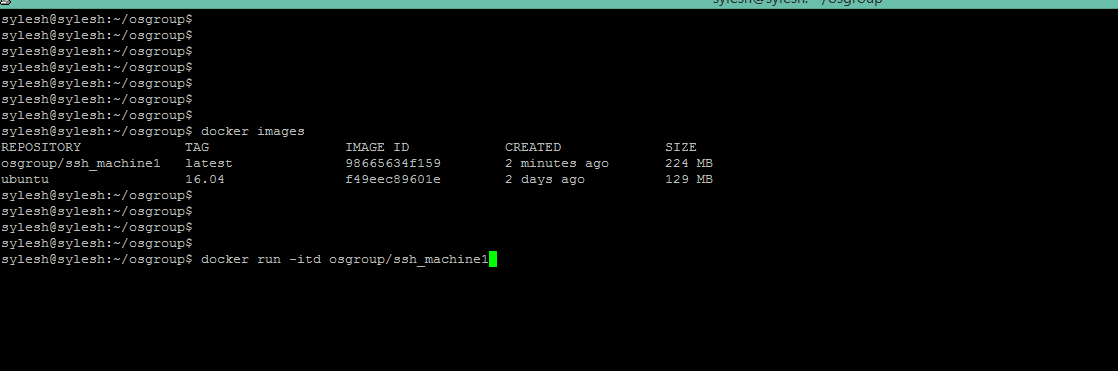 sylesh@sylesh: ~/osgroup
sylesh@sylesh:~/osgroup$
sylesh@sylesh:~/osgroup$
sylesh@sylesh:~/osgroup$
sylesh@sylesh:~/osgroup$
sylesh@sylesh:~/osgroup$
sylesh@sylesh:~/osgroup$
sylesh@sylesh:~/osgroup$
sylesh@sylesh:~/osgroup$ docker images
REPOSITORY TAG IMAGE ID CREATED SIZE
osgroup/ssh_machine1 latest 98665634f159 2 minutes ago 224 MB
ubuntu 16.04 f49eec89601e 2 days ago 129 MB
sylesh@sylesh:~/osgroup$
sylesh@sylesh:~/osgroup$
sylesh@sylesh:~/osgroup$
sylesh@sylesh:~/osgroup$
sylesh@sylesh:~/osgroup$ docker run -itd osgroup/ssh_machine1